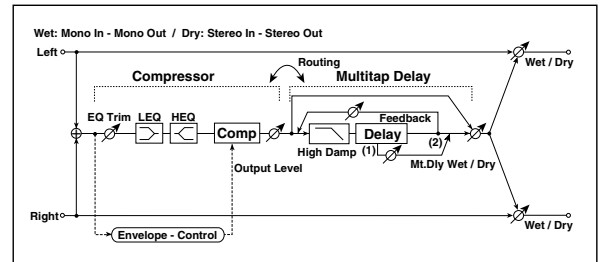 Wet: Mono In - Mono Out / Dry: Stereo In - Stereo Out
Left
Wet / Dry
Routing
Compressor
Multitap Delay
EQ Trim
LEQ
HEQ
Comp
Feedback
Delay
High Damp
(1)
(2)
Mt.Dly Wet / Dry
Output Level
Right
Envelope - Control
Wet / Dry